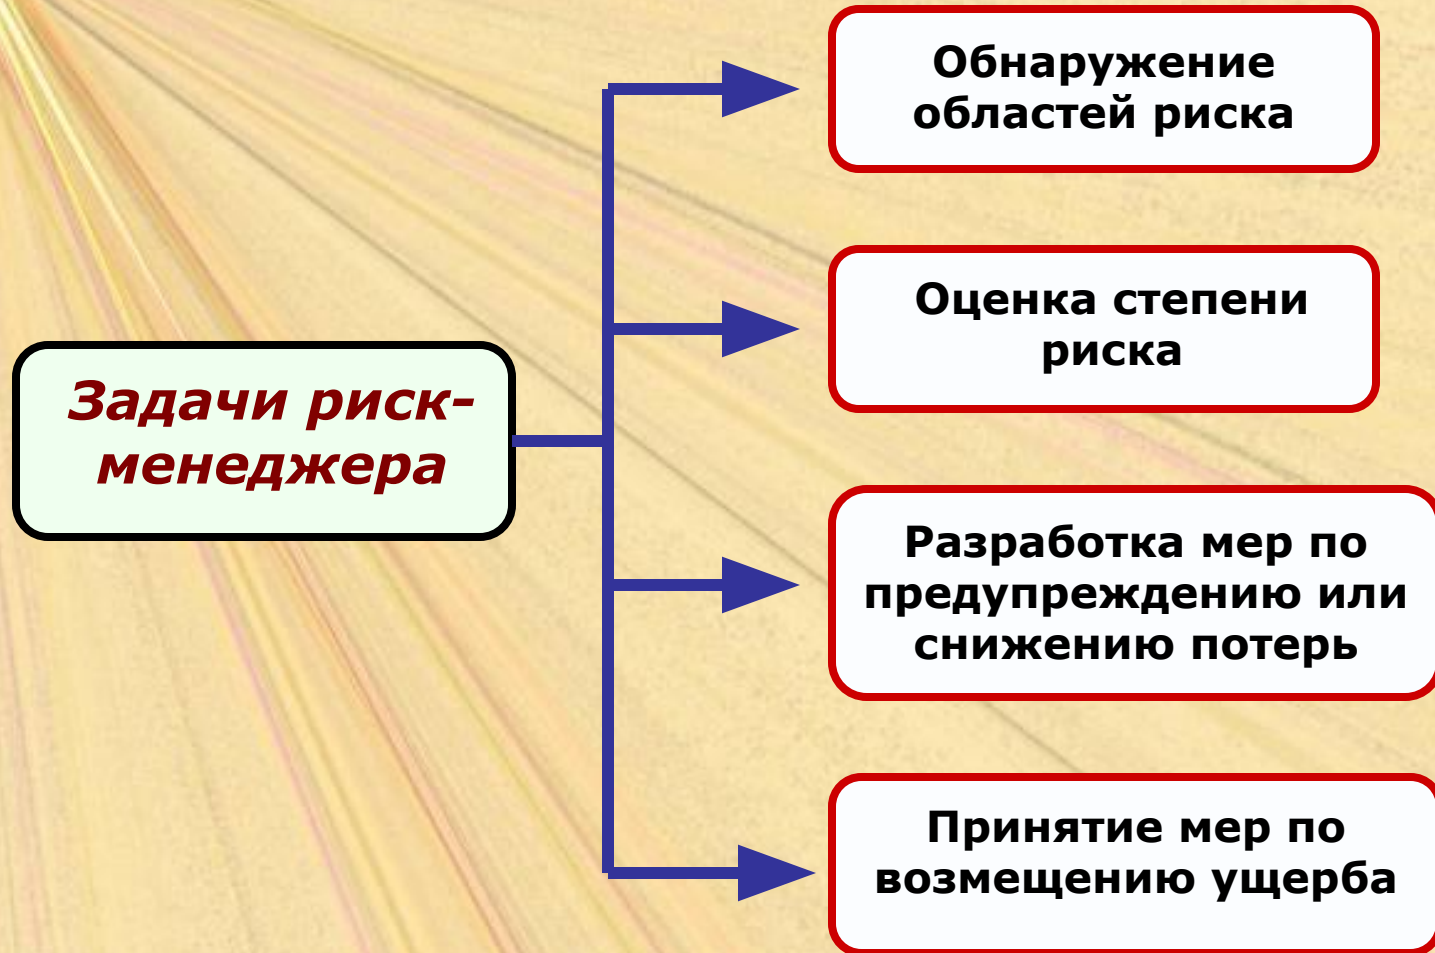 Обнаружение
областей риска
Оценка степени
риска
Задачи риск-
менеджера
Разработка мер по
предупреждению или
снижению потерь
Принятие мер по
возмещению ущерба